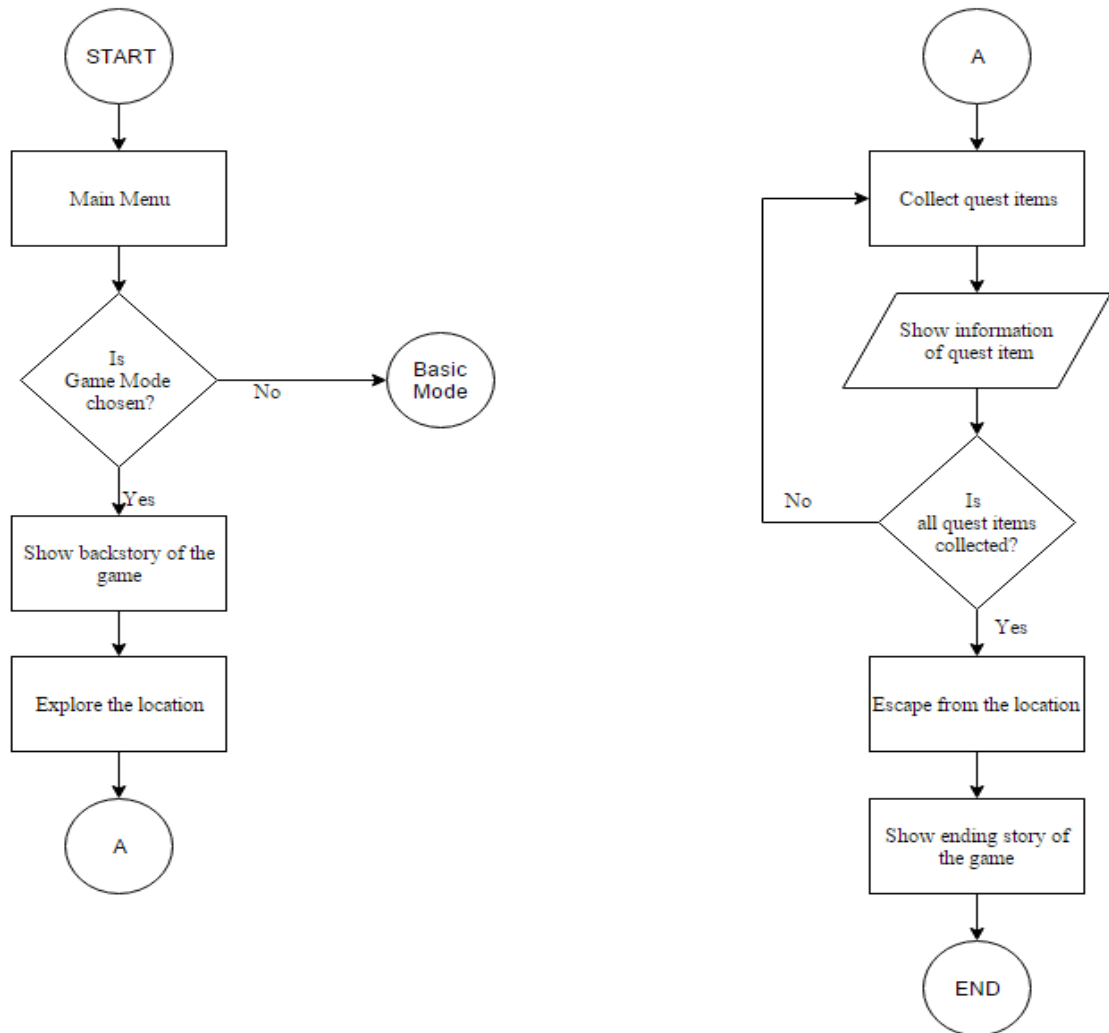 START
Main Menu
Is
Game Mode
chosen?
No
Basic
Mode
Yes
Show backstory of the
game
Explore the location
A
A
Collect quest items
Show information
of quest item
Is
all quest items
collected?
No
Yes
Escape from the location
Show ending story of
the game
END